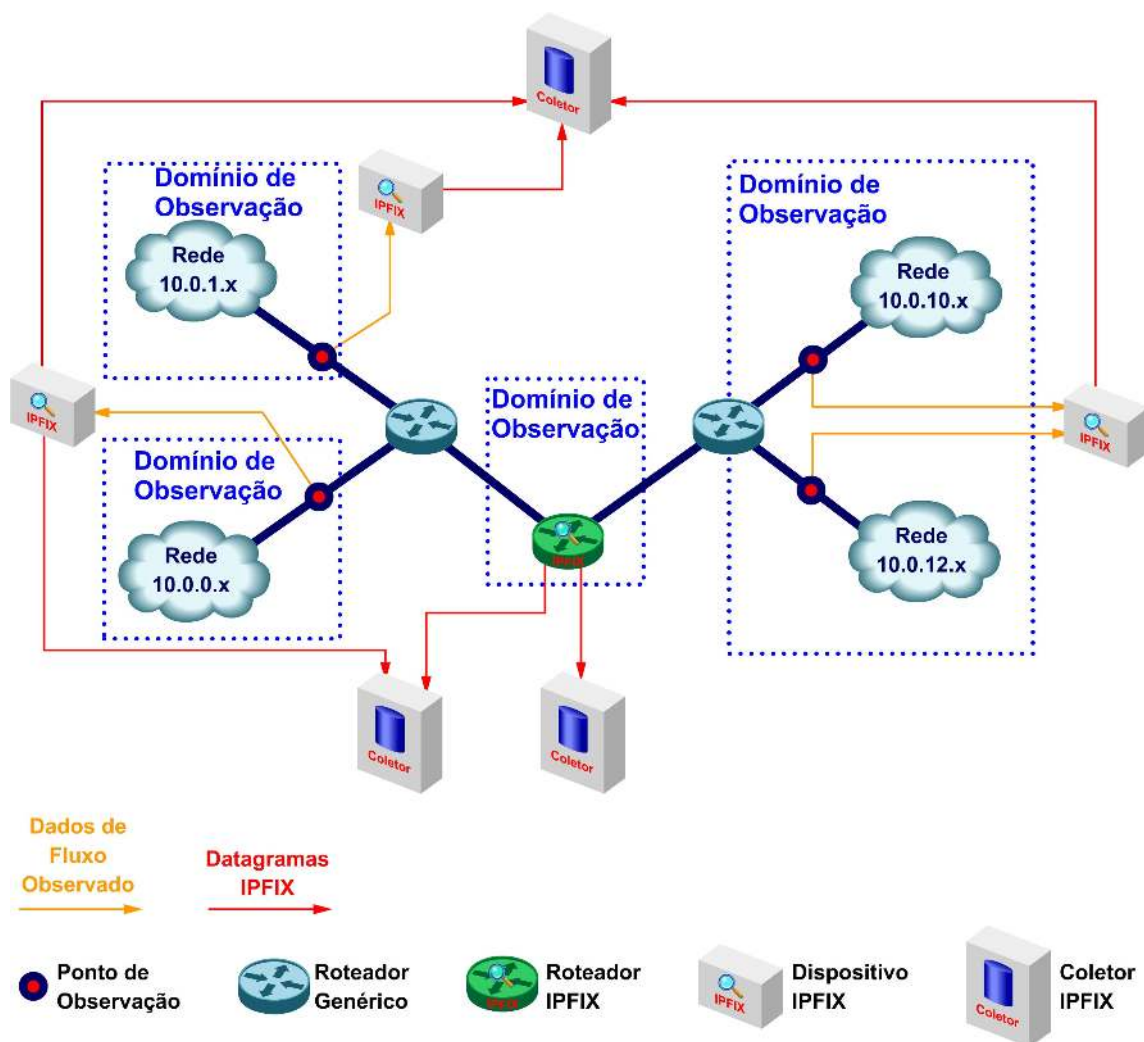 Coletor
Domínio de
Observação
IPFIX
Domínio de
Observação
Rede
10.0.1.x
Rede
10.0.10.x
IPFIX
Domínio de
Observação
IPFIX
Domínio de
Observação
Rede
10.0.0.x
IPFIX
Rede
10.0.12.x
Coletor
Coletor
Dados de
Fluxo
Observado
Datagramas
IPFIX
Ponto de
Observação
Roteador
Genérico
IPFIX
Roteador
IPFIX
IPFIX
Dispositivo
IPFIX
Coletor
Coletor
IPFIX